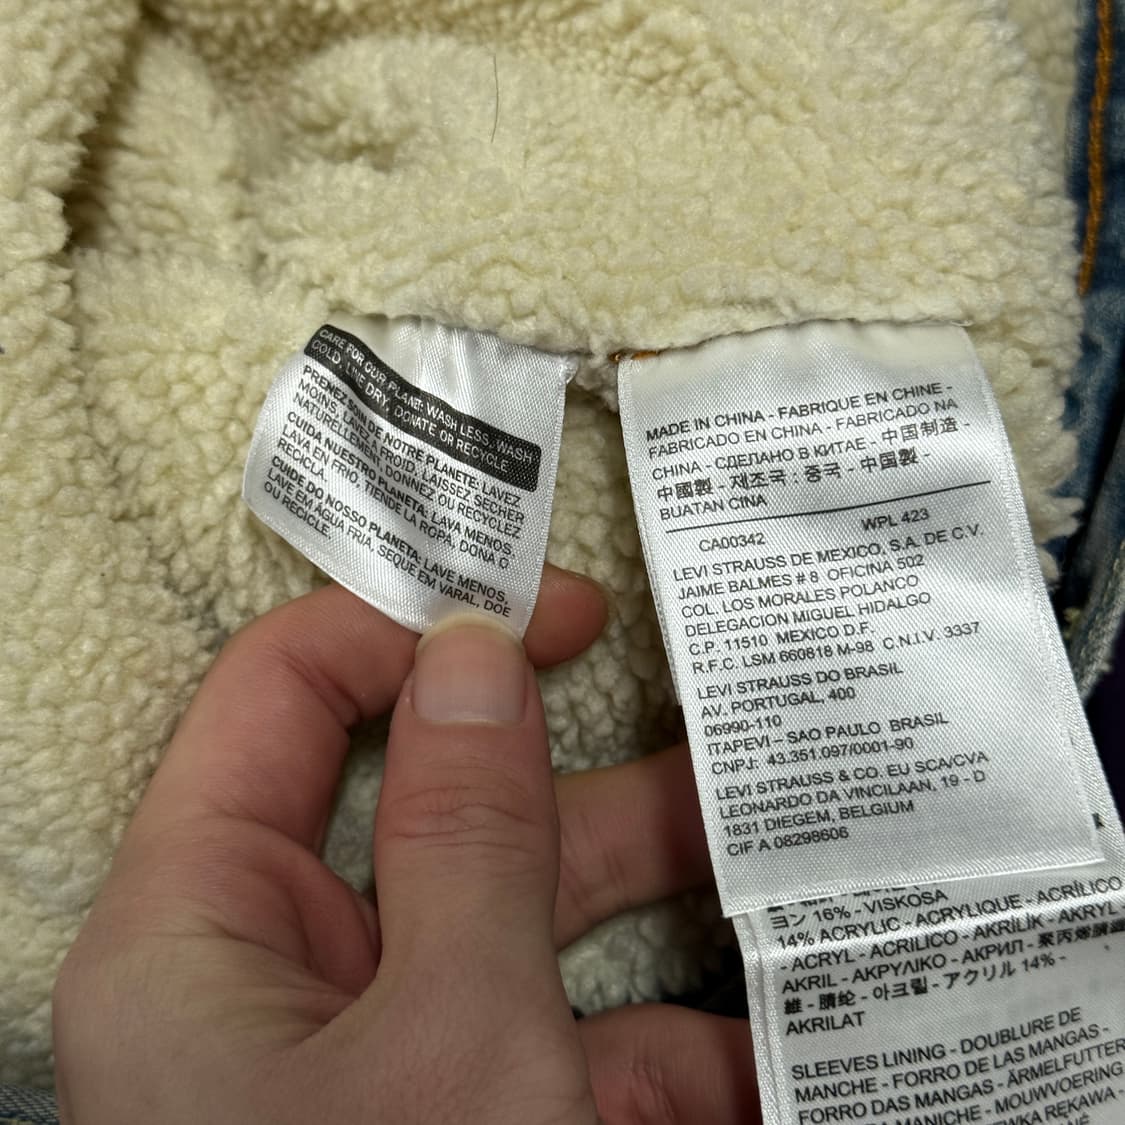 CARE FOR OUR PLANET: WASH LESS, WASH
COLD, LINE DRY, DONATE OR RECYCLE.
PRENEZ SOIN DE NOTRE PLANETE: LAVEZ
MOINS, LAVEZ A FROID, LAISSEZ SECHER
NATURELLEMENT, DONNEZ OU RECYCLEZ
CUIDA NUESTRO PLANETA: LAVA MENOS,
LAVA EN FRIO, TIENDE LA ROPA, DONA O
RECICLA.
CUIDE DO NOSSO PLANETA: LAVE MENOS,
LAVE EM AGUA FRIA, SEQUE EM VARAL, DOE
OU RECICLE.
MADE IN CHINA - FABRIQUE EN CHINE -
FABRICADO EN CHINA - FABRICADO NA
CHINA - СДЕЛАНО В КИТАЕ - 中国制造 -
中國製 - 제조국 : 중국 - 中国製 -
BUATAN CINA
CA00342 WPL 423
LEVI STRAUSS DE MEXICO, S.A. DE C.V.
JAIME BALMES # 8 OFICINA 502
COL. LOS MORALES POLANCO
DELEGACION MIGUEL HIDALGO
C.P. 11510 MEXICO D.F.
R.F.C. LSM 660818 M-98 C.N.I.V. 3337
LEVI STRAUSS DO BRASIL
AV. PORTUGAL, 400
06990-110
ITAPEVI – SAO PAULO BRASIL
CNPJ: 43.351.097/0001-90
LEVI STRAUSS & CO. EU SCA/CVA
LEONARDO DA VINCILAAN, 19 - D
1831 DIEGEM, BELGIUM
CIF A 08298606
ヨン 16% - VISKOSA
14% ACRYLIC - ACRYLIQUE - ACRÍLICO
- ACRYL - ACRILICO - AKRİLİK - AKRYL
AKRIL - ΑΚΡΥΛΙΚΟ - АКРИЛ - 聚丙烯腈纖
維 - 腈纶 - 아크릴 - アクリル 14% -
AKRILAT
SLEEVES LINING - DOUBLURE DE
MANCHE - FORRO DE LAS MANGAS -
FORRO DAS MANGAS - ÄRMELFUTTER
MANICHE - MOUWVOERING
RĘKAWA -